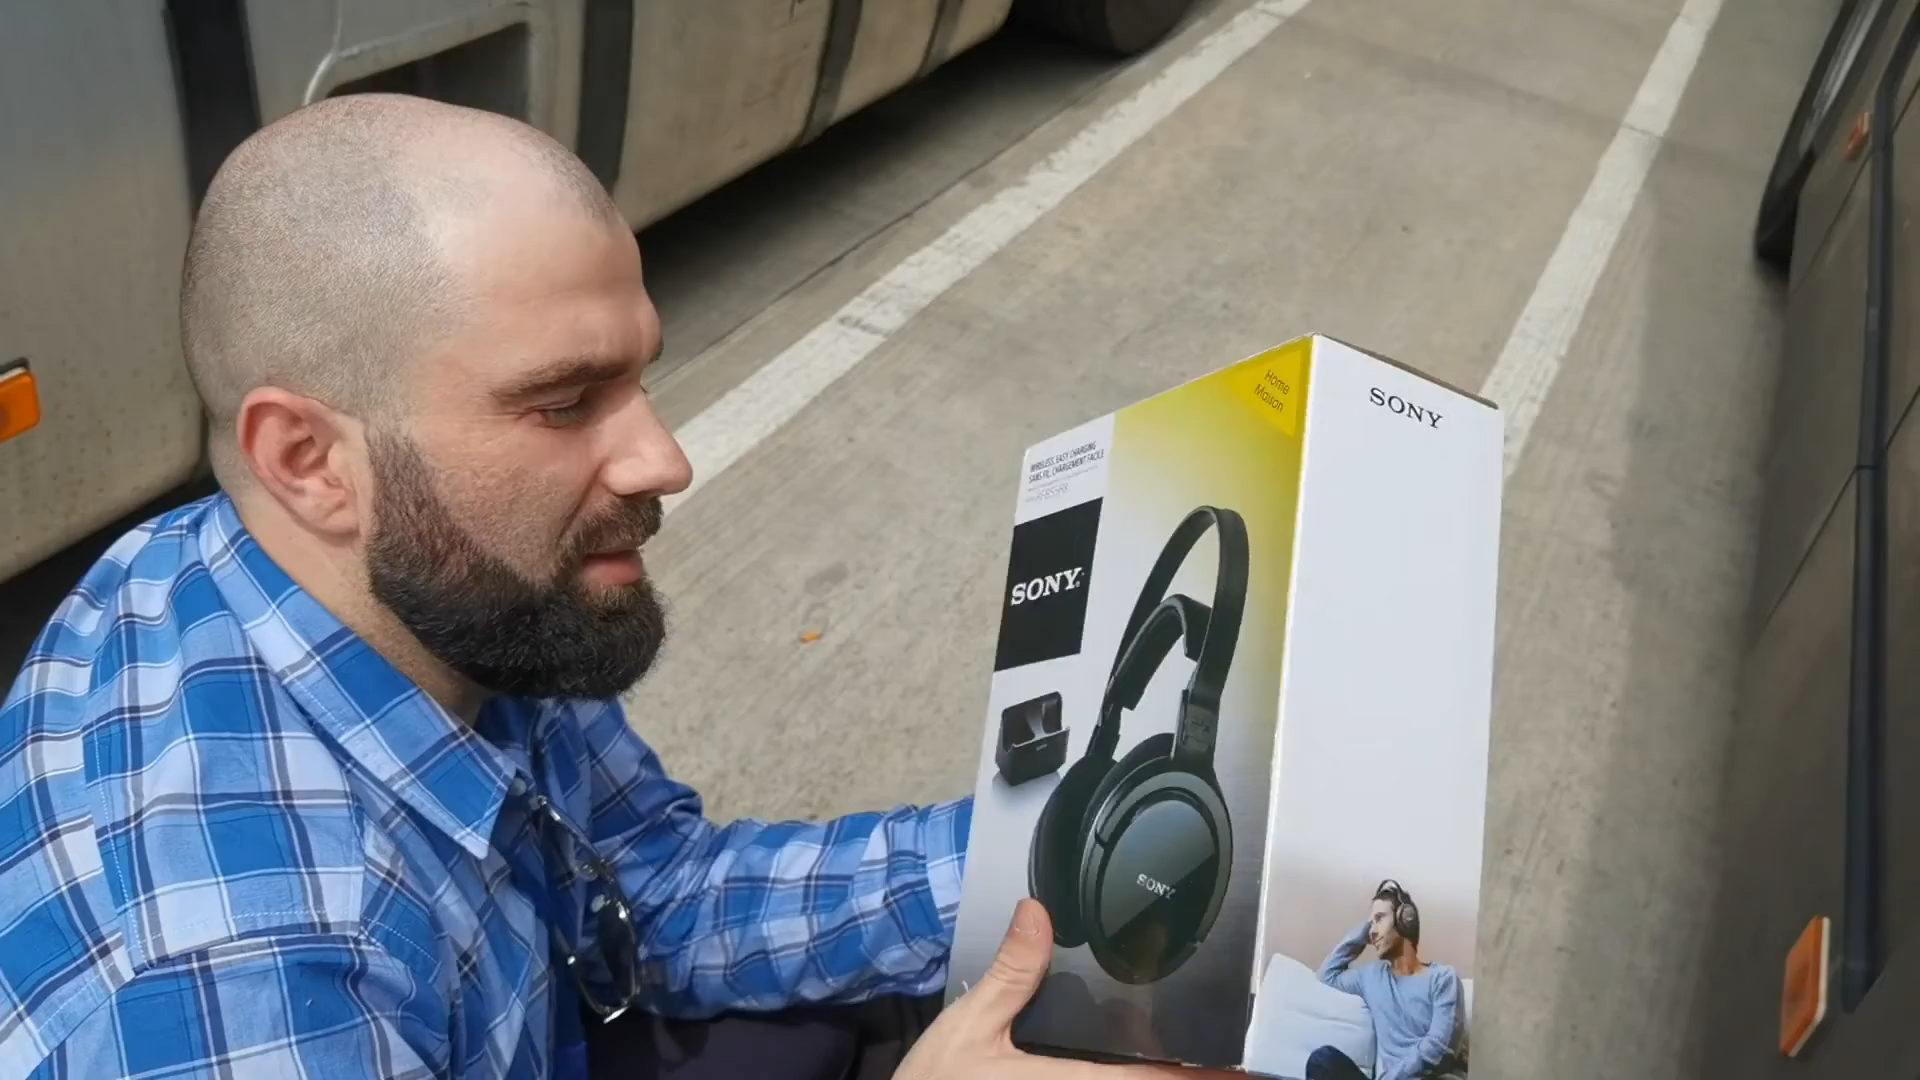 Home
Maison
SONY
WIRELESS, EASY CHARGING
SANS FIL, CHARGEMENT FACILE
SONY
SONY